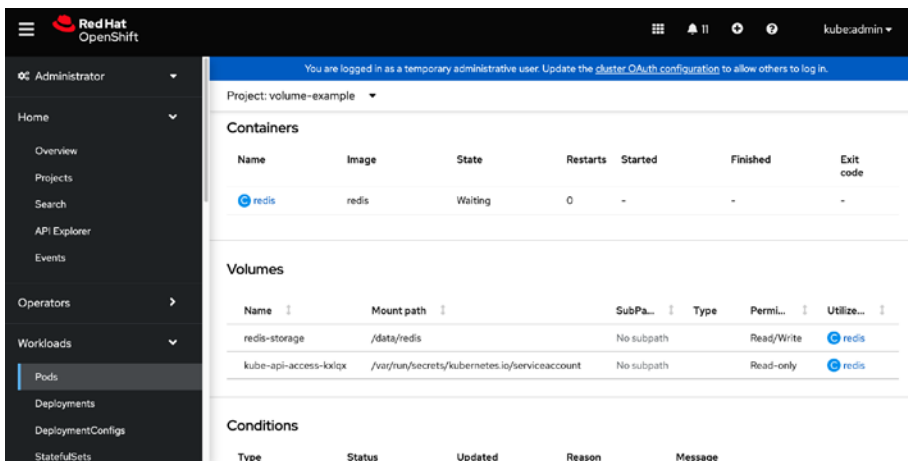 Red Hat
OpenShift
11
kube:admin
Administrator
You are logged in as a temporary administrative user. Update the cluster OAuth configuration to allow others to log in.
Project: volume-example
Home
Overview
Projects
Search
API Explorer
Events
Operators
Workloads
Pods
Deployments
DeploymentConfigs
StatefulSets
Containers
Name Image State Restarts Started Finished Exit code
C redis redis Waiting 0 - - -
Volumes
Name Mount path SubPa... Type Permi... Utilize...
redis-storage /data/redis No subpath Read/Write C redis
kube-api-access-kxlqx /var/run/secrets/kubernetes.io/serviceaccount No subpath Read-only C redis
Conditions
Type Status Updated Reason Message